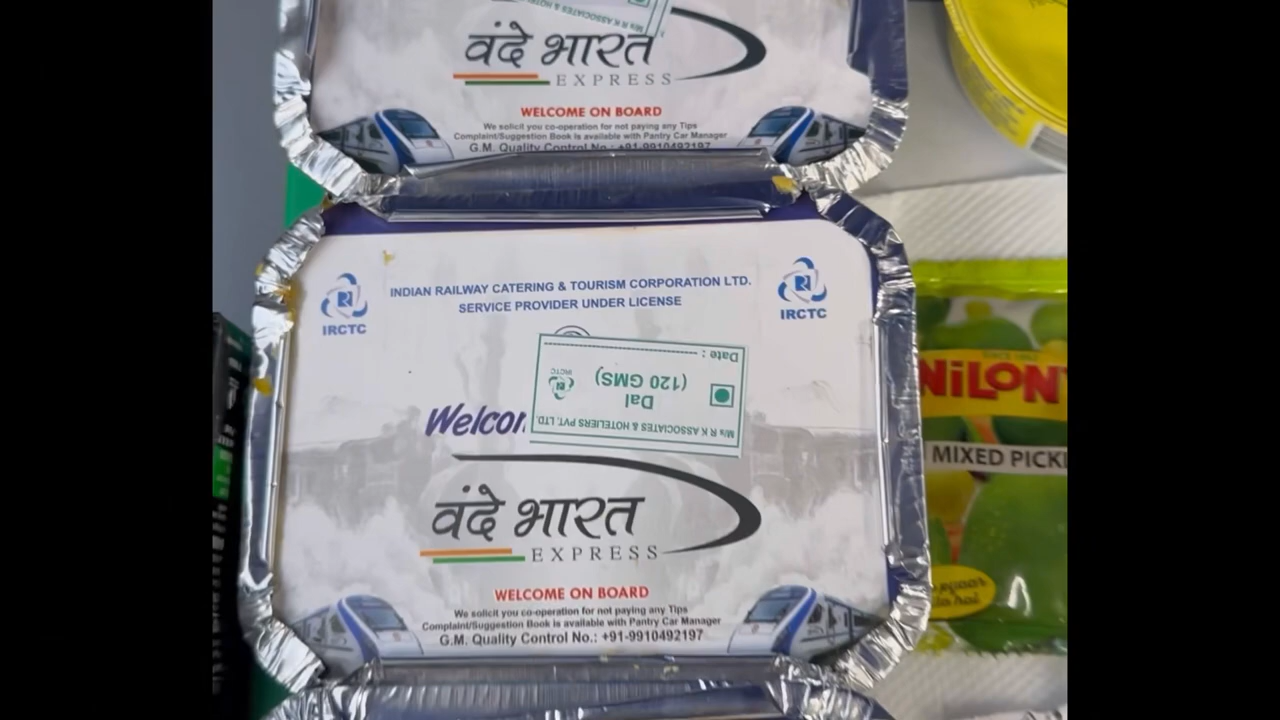 M/s R K ASSOCIATES & HOTEL
वंदे भारत
EXPRESS
WELCOME ON BOARD
We solicit you co-operation for not paying any Tips
Complaint/Suggestion Book is available with Pantry Car Manager
G.M. Quality Control No.: +91-9910492197
INDIAN RAILWAY CATERING & TOURISM CORPORATION LTD.
SERVICE PROVIDER UNDER LICENSE
IRCTC
IRCTC
M/s R K ASSOCIATES & HOTELIERS PVT. LTD.
Dal
(120 GMS)
IRCTC
Date :
Welco
वंदे भारत
EXPRESS
WELCOME ON BOARD
We solicit you co-operation for not paying any Tips
Complaint/Suggestion Book is available with Pantry Car Manager
G.M. Quality Control No.: +91-9910492197
NILON'
MIXED PICKL